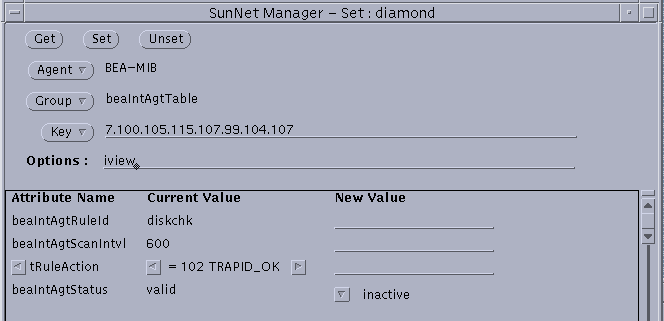 SunNet Manager – Set : diamond
Get Set Unset
Agent BEA–MIB
Group beaIntAgtTable
Key 7.100.105.115.107.99.104.107
Options : iview
Attribute Name Current Value New Value
beaIntAgtRuleId diskchk
beaIntAgtScanIntvl 600
tRuleAction = 102 TRAPID_OK
beaIntAgtStatus valid inactive